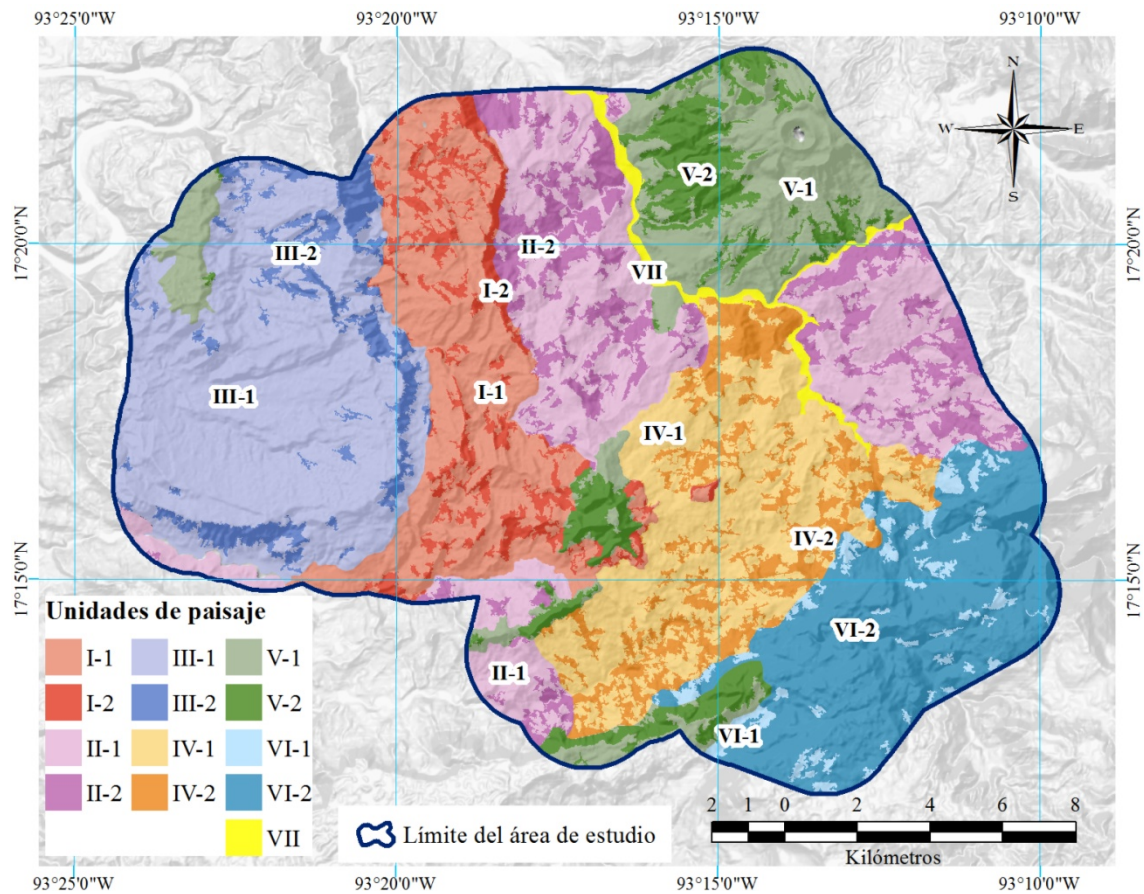 93°25'0"W 93°20'0"W 93°15'0"W 93°10'0"W
N
W E
S
V-2
V-1
17°20'0"N 17°20'0"N
III-2
II-2
VII
I-2
I-1
III-1
IV-1
IV-2
17°15'0"N 17°15'0"N
VI-2
II-1
VI-1
Unidades de paisaje
I-1 III-1 V-1
I-2 III-2 V-2
II-1 IV-1 VI-1
II-2 IV-2 VI-2
VII
Límite del área de estudio
2 1 0 2 4 6 8
Kilómetros
93°25'0"W 93°20'0"W 93°15'0"W 93°10'0"W